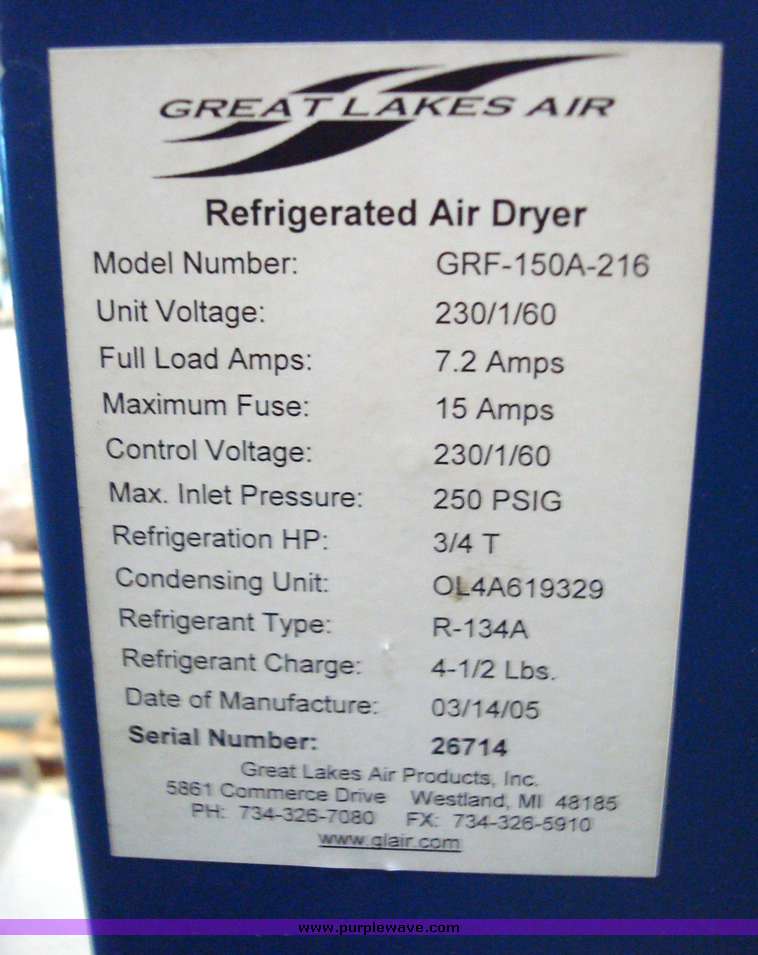 GREAT LAKES AIR
Refrigerated Air Dryer
Model Number: GRF-150A-216
Unit Voltage: 230/1/60
Full Load Amps: 7.2 Amps
Maximum Fuse: 15 Amps
Control Voltage: 230/1/60
Max. Inlet Pressure: 250 PSIG
Refrigeration HP: 3/4 T
Condensing Unit: OL4A619329
Refrigerant Type: R-134A
Refrigerant Charge: 4-1/2 Lbs.
Date of Manufacture: 03/14/05
Serial Number: 26714
Great Lakes Air Products, Inc.
5861 Commerce Drive Westland, MI 48185
PH: 734-326-7080 FX: 734-326-5910
www.glair.com
www.purplewave.com